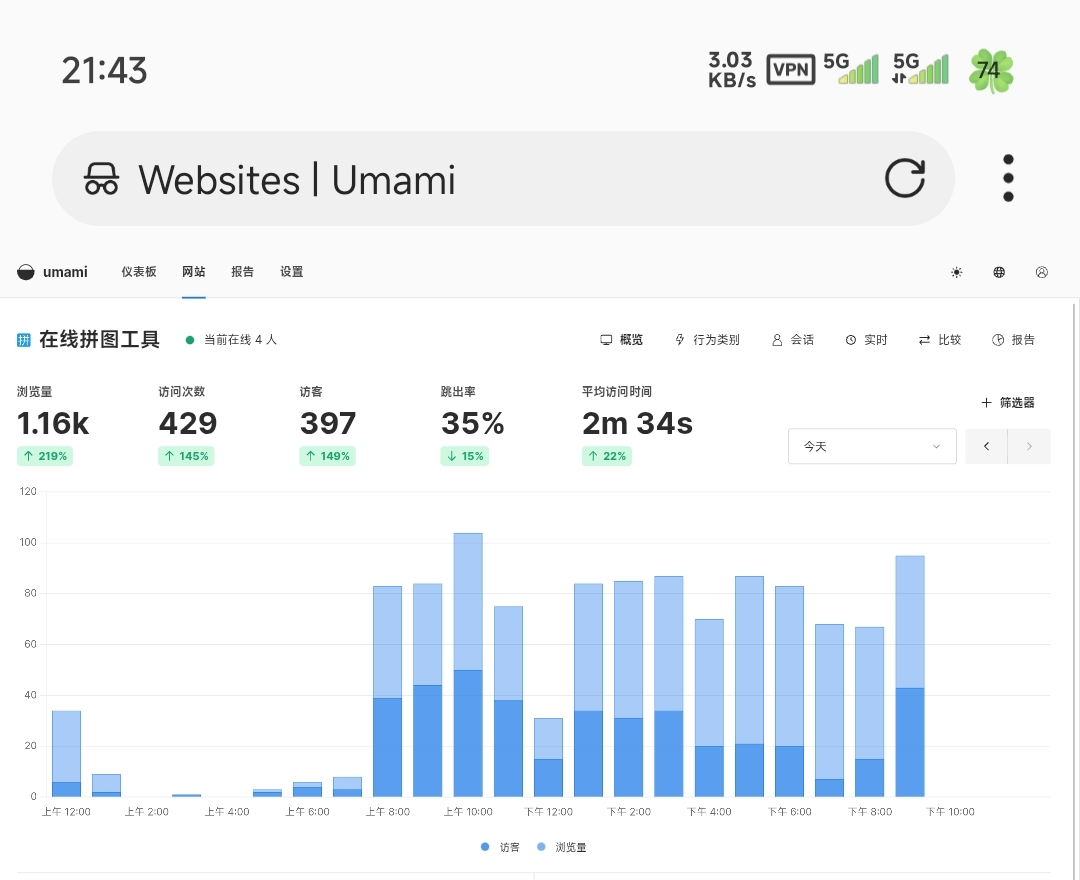 21:43
3.03 KB/s VPN 5G 5G 74
Websites | Umami
umami 仪表板 网站 报告 设置
拼 在线拼图工具 当前在线 4 人 概览 行为类别 会话 实时 比较 报告
浏览量 访问次数 访客 跳出率 平均访问时间
1.16k 429 397 35% 2m 34s
筛选器
↑ 219% ↑ 145% ↑ 149% ↓ 15% ↑ 22%
今天
120
100
80
60
40
20
0
上午 12:00 上午 2:00 上午 4:00 上午 6:00 上午 8:00 上午 10:00 下午 12:00 下午 2:00 下午 4:00 下午 6:00 下午 8:00 下午 10:00
访客 浏览量